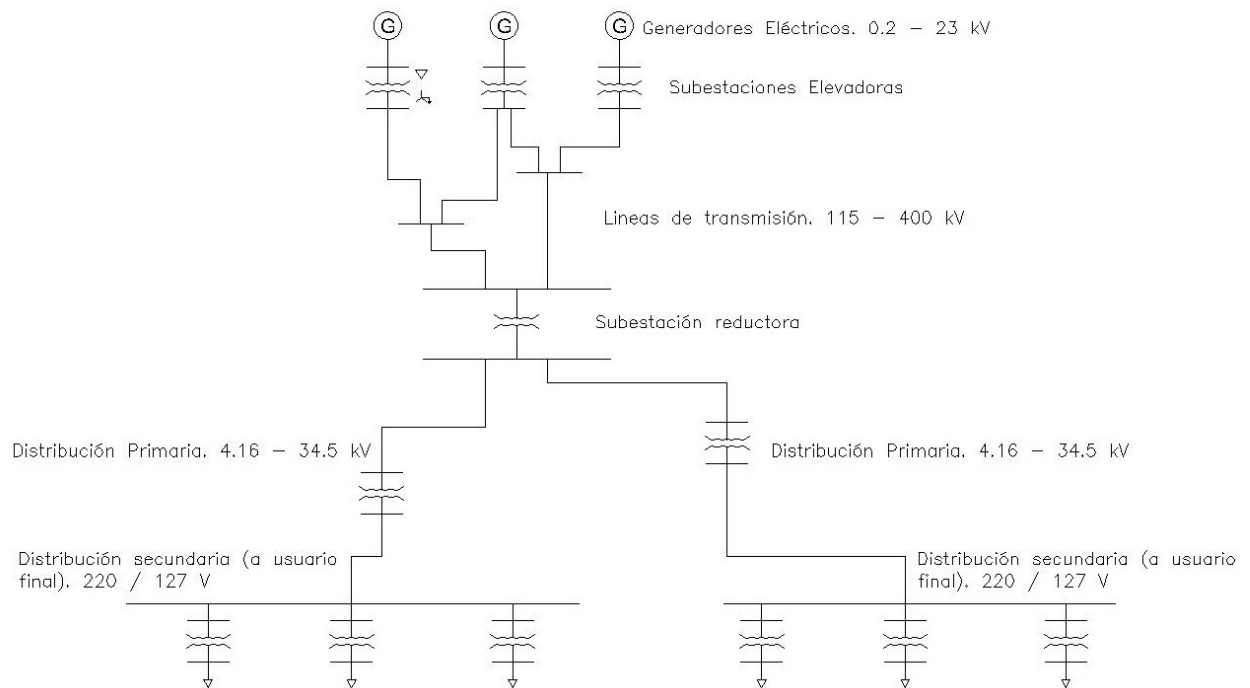 G G G Generadores Eléctricos. 0.2 – 23 kV
Subestaciones Elevadoras
Lineas de transmisión. 115 – 400 kV
Subestación reductora
Distribución Primaria. 4.16 – 34.5 kV
Distribución Primaria. 4.16 – 34.5 kV
Distribución secundaria (a usuario
final). 220 / 127 V
Distribución secundaria (a usuario
final). 220 / 127 V